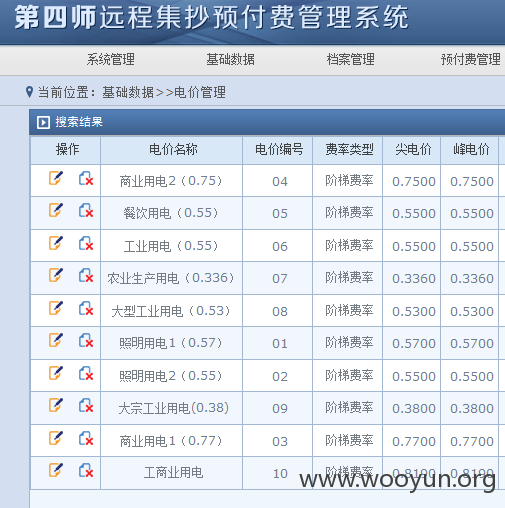 第四师远程集抄预付费管理系统
系统管理 基础数据 档案管理 预付费管理
当前位置：基础数据>>电价管理
搜索结果
操作 电价名称 电价编号 费率类型 尖电价 峰电价
商业用电2（0.75） 04 阶梯费率 0.7500 0.7500
餐饮用电（0.55） 05 阶梯费率 0.5500 0.5500
工业用电（0.55） 06 阶梯费率 0.5500 0.5500
农业生产用电（0.336） 07 阶梯费率 0.3360 0.3360
大型工业用电（0.53） 08 阶梯费率 0.5300 0.5300
照明用电1（0.57） 01 阶梯费率 0.5700 0.5700
照明用电2（0.55） 02 阶梯费率 0.5500 0.5500
大宗工业用电(0.38) 09 阶梯费率 0.3800 0.3800
商业用电1（0.77） 03 阶梯费率 0.7700 0.7700
工商业用电 10 阶梯费率 0.8190 0.8190
www.wooyun.org